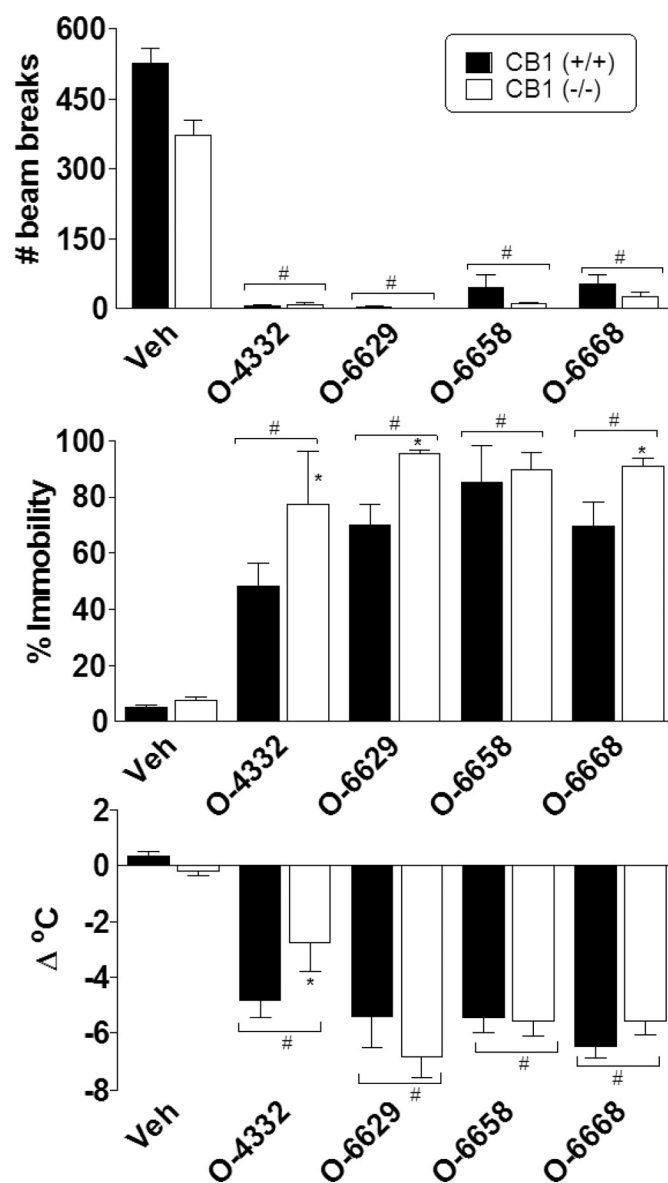 600
CB1 (+/+)
CB1 (-/-)
450
300
150
0
# beam breaks
# # # #
Veh O-4332 O-6629 O-6658 O-6668
100
80
60
40
20
0
% Immobility
# # # #
* * *
Veh O-4332 O-6629 O-6658 O-6668
2
0
-2
-4
-6
-8
Δ ºC
*
# # # #
Veh O-4332 O-6629 O-6658 O-6668